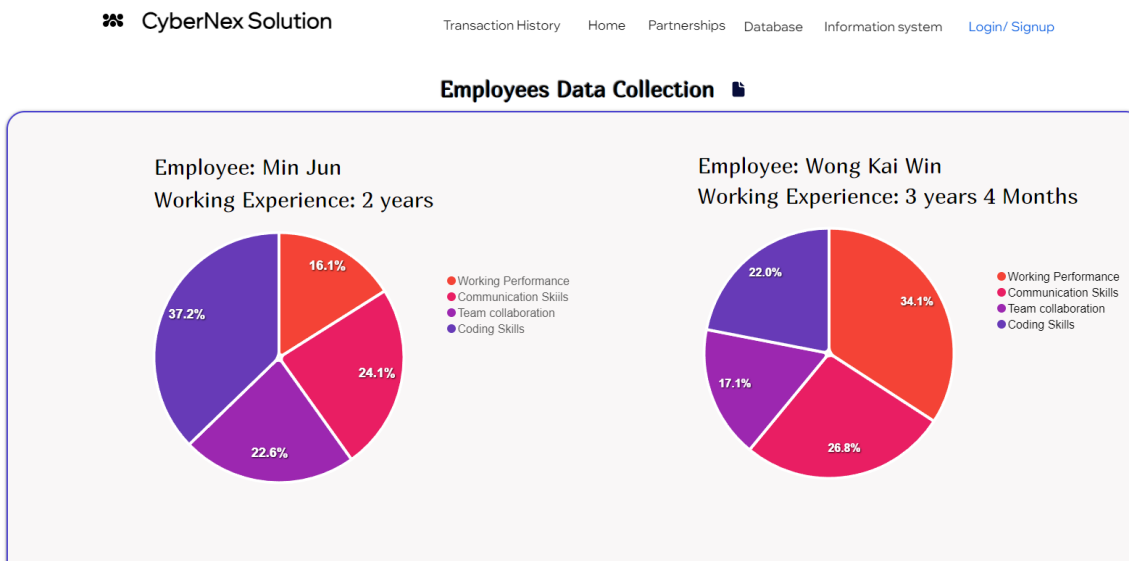 CyberNex Solution
Transaction History Home Partnerships Database Information system Login/ Signup
Employees Data Collection
Employee: Min Jun
Working Experience: 2 years
16.1%
24.1%
22.6%
37.2%
Working Performance
Communication Skiils
Team collaboration
Coding Skills
Employee: Wong Kai Win
Working Experience: 3 years 4 Months
34.1%
26.8%
17.1%
22.0%
Working Performance
Communication Skills
Team collaboration
Coding Skills